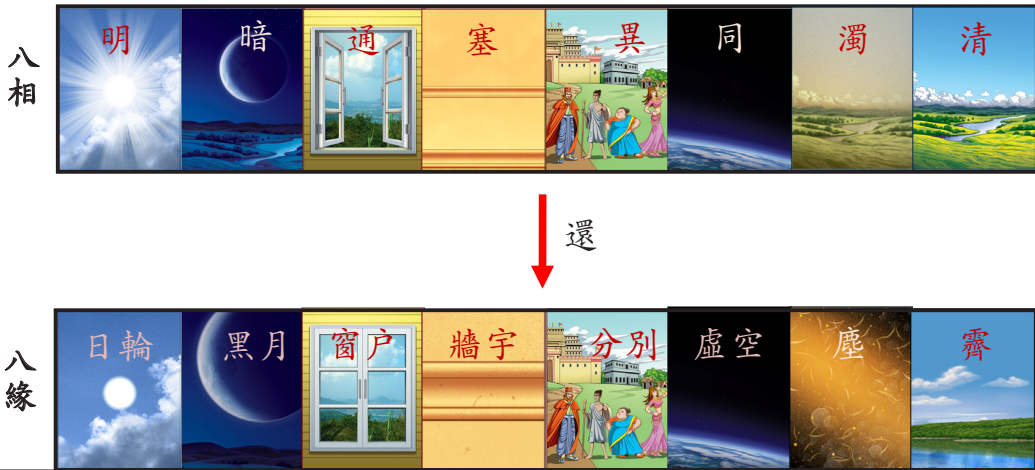 八相
明 暗 通 塞 異 同 濁 清
還
八緣
日輪 黑月 窗户 牆宇 分別 虛空 塵 霽